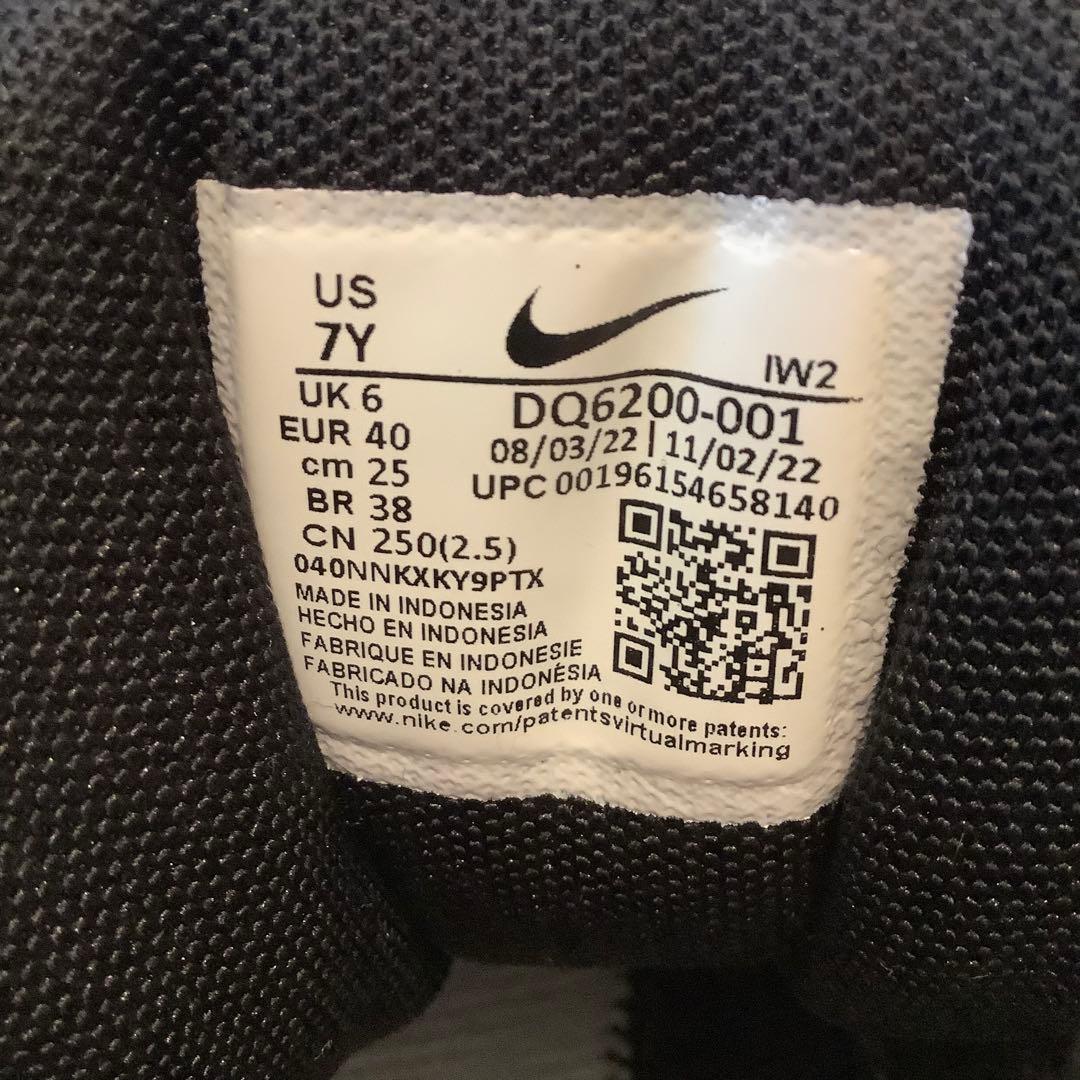 US
7Y
IW2
UK 6
EUR 40
cm 25
BR 38
CN 250(2.5)
DQ6200-001
08/03/22 | 11/02/22
UPC 00196154658140
040NNKXKY9PTX
MADE IN INDONESIA
HECHO EN INDONESIA
FABRIQUE EN INDONESIE
FABRICADO NA INDONÉSIA
This product is covered by one or more patents:
www.nike.com/patentsvirtualmarking